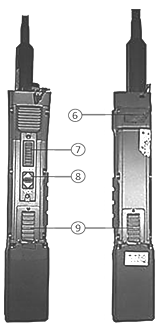 ⑥
⑦
⑧
⑨